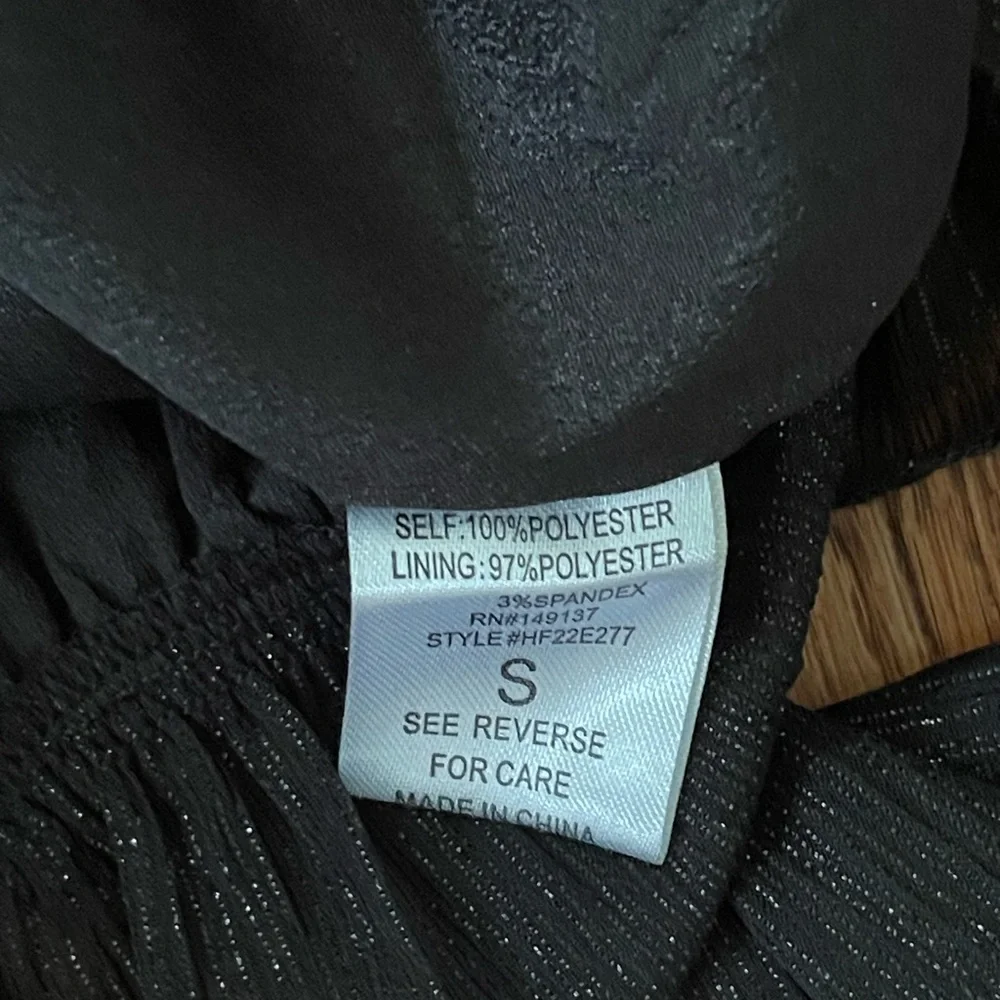 SELF:100%POLYESTER
LINING:97%POLYESTER
3%SPANDEX
RN#149137
STYLE#HF22E277
S
SEE REVERSE
FOR CARE
MADE IN CHINA